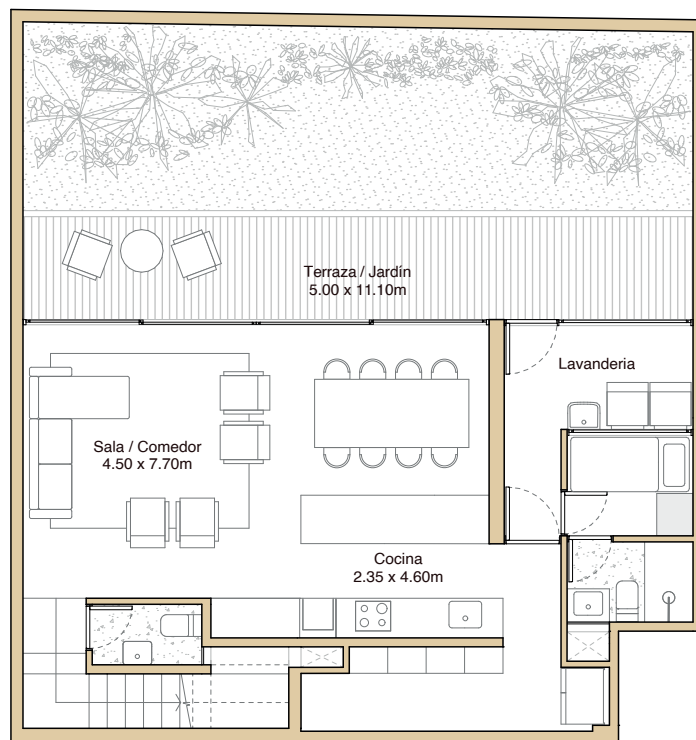 Terraza / Jardín
5.00 x 11.10m
Lavanderia
Sala / Comedor
4.50 x 7.70m
Cocina
2.35 x 4.60m